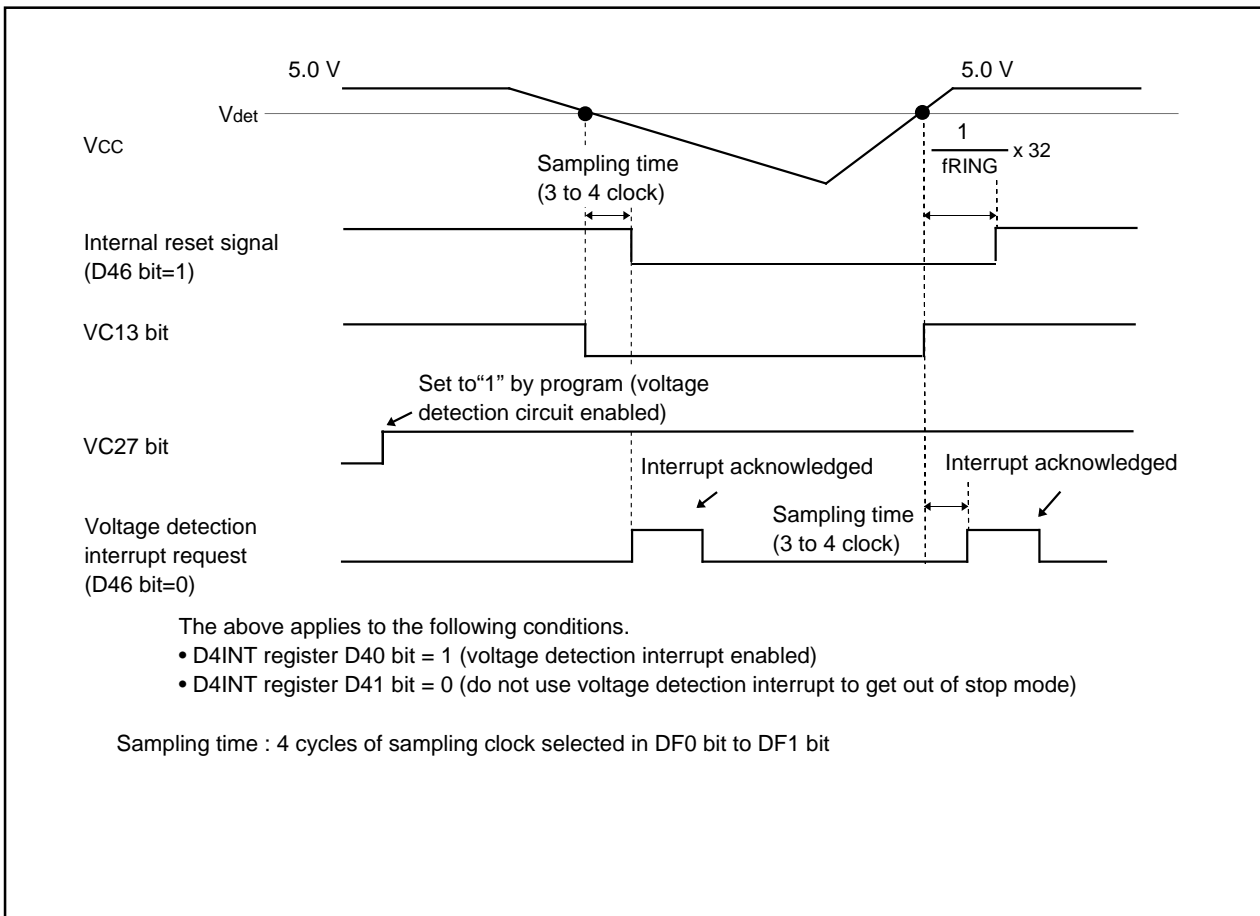 5.0 V
5.0 V
Vdet
VCC
1
fRING
x 32
Sampling time
(3 to 4 clock)
Internal reset signal
(D46 bit=1)
VC13 bit
Set to“1” by program (voltage
detection circuit enabled)
VC27 bit
Interrupt acknowledged
Interrupt acknowledged
Sampling time
(3 to 4 clock)
Voltage detection
interrupt request
(D46 bit=0)
The above applies to the following conditions.
• D4INT register D40 bit = 1 (voltage detection interrupt enabled)
• D4INT register D41 bit = 0 (do not use voltage detection interrupt to get out of stop mode)
Sampling time : 4 cycles of sampling clock selected in DF0 bit to DF1 bit